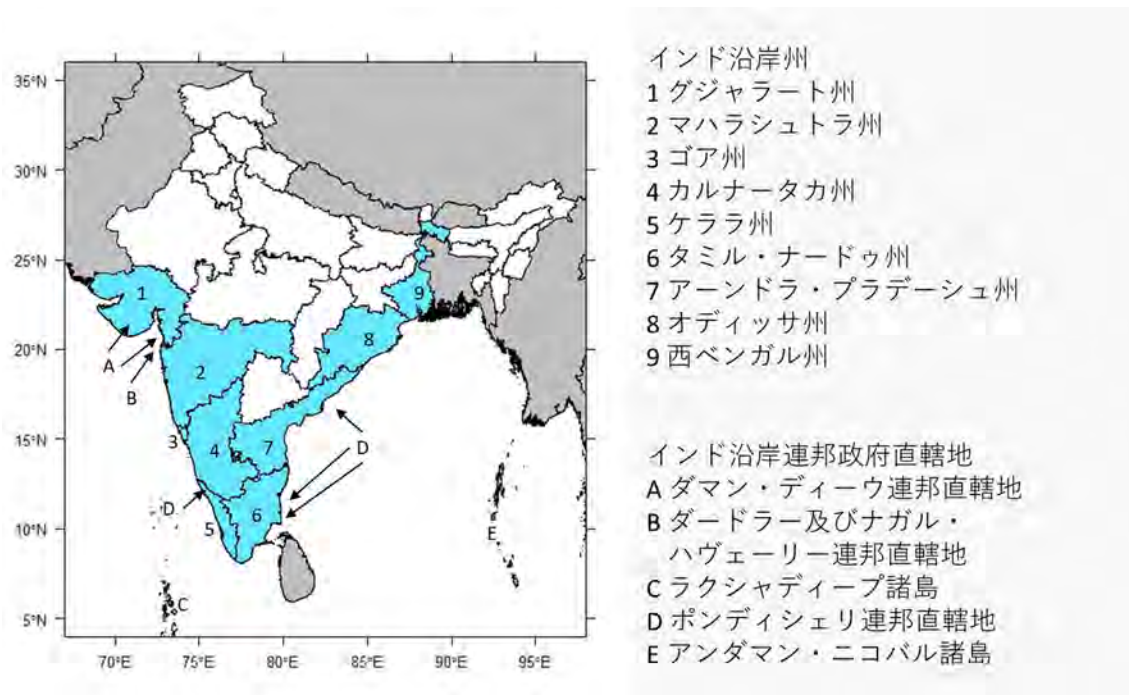 35°N
30°N
25°N
20°N
15°N
10°N
5°N
70°E
75°E
80°E
85°E
90°E
95°E
1
2
3
4
5
6
7
8
9
A
B
C
D
D
E
インド沿岸州
1 グジャラート州
2 マハラシュトラ州
3 ゴア州
4 カルナータカ州
5 ケララ州
6 タミル・ナードゥ州
7 アーンドラ・プラデーシュ州
8 オディッサ州
9 西ベンガル州
インド沿岸連邦政府直轄地
A ダマン・ディーウ連邦直轄地
B ダードラー及びナガル・
ハヴェーリー連邦直轄地
C ラクシャディープ諸島
D ポンディシェリ連邦直轄地
E アンダマン・ニコバル諸島